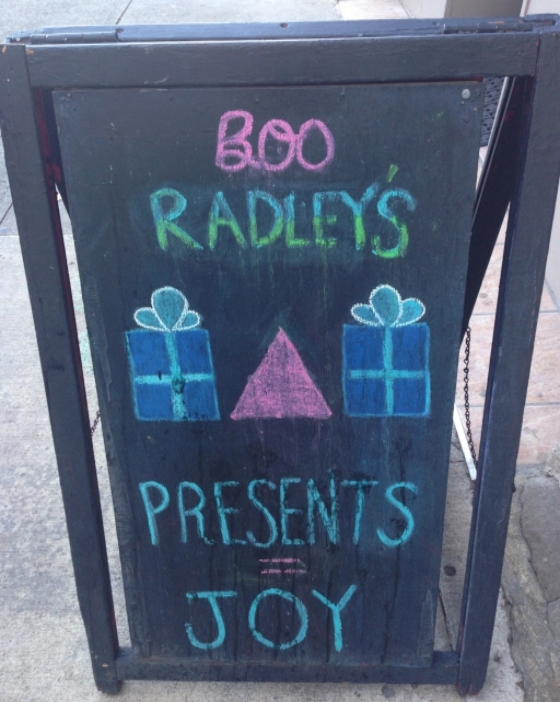 BOO
RADLEY'S
PRESENTS
=
JOY